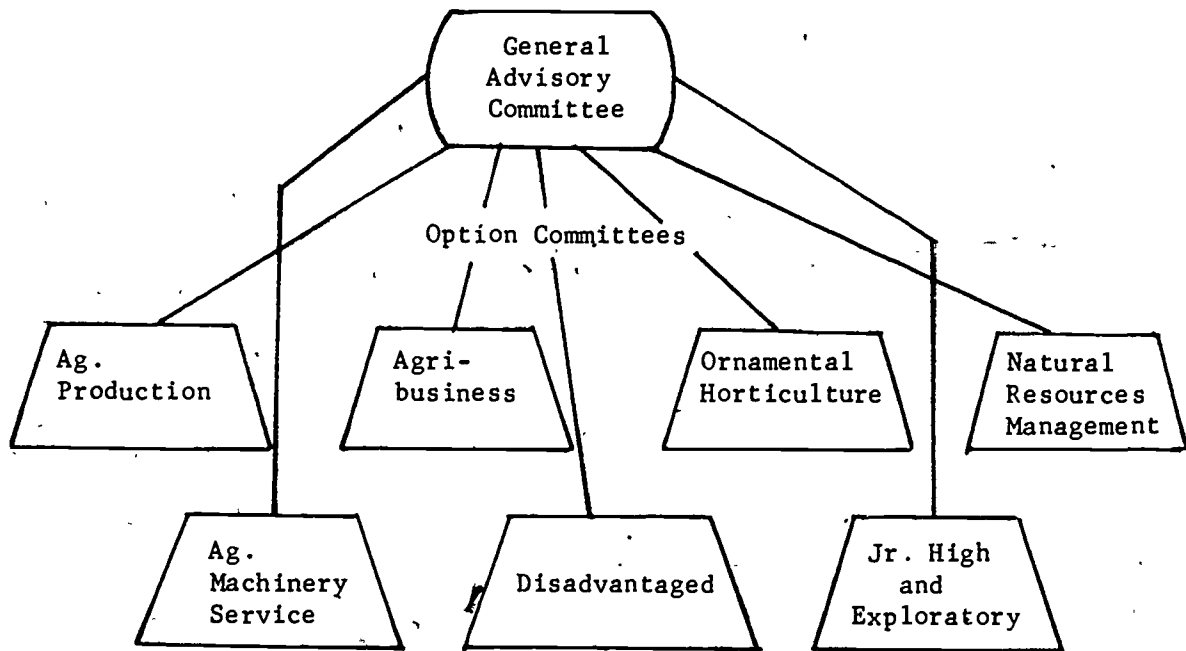 General
Advisory
Committee
Option Committees
Ag.
Production
Agri-
business
Ornamental
Horticulture
Natural
Resources
Management
Ag.
Machinery
Service
Disadvantaged
Jr. High
and
Exploratory